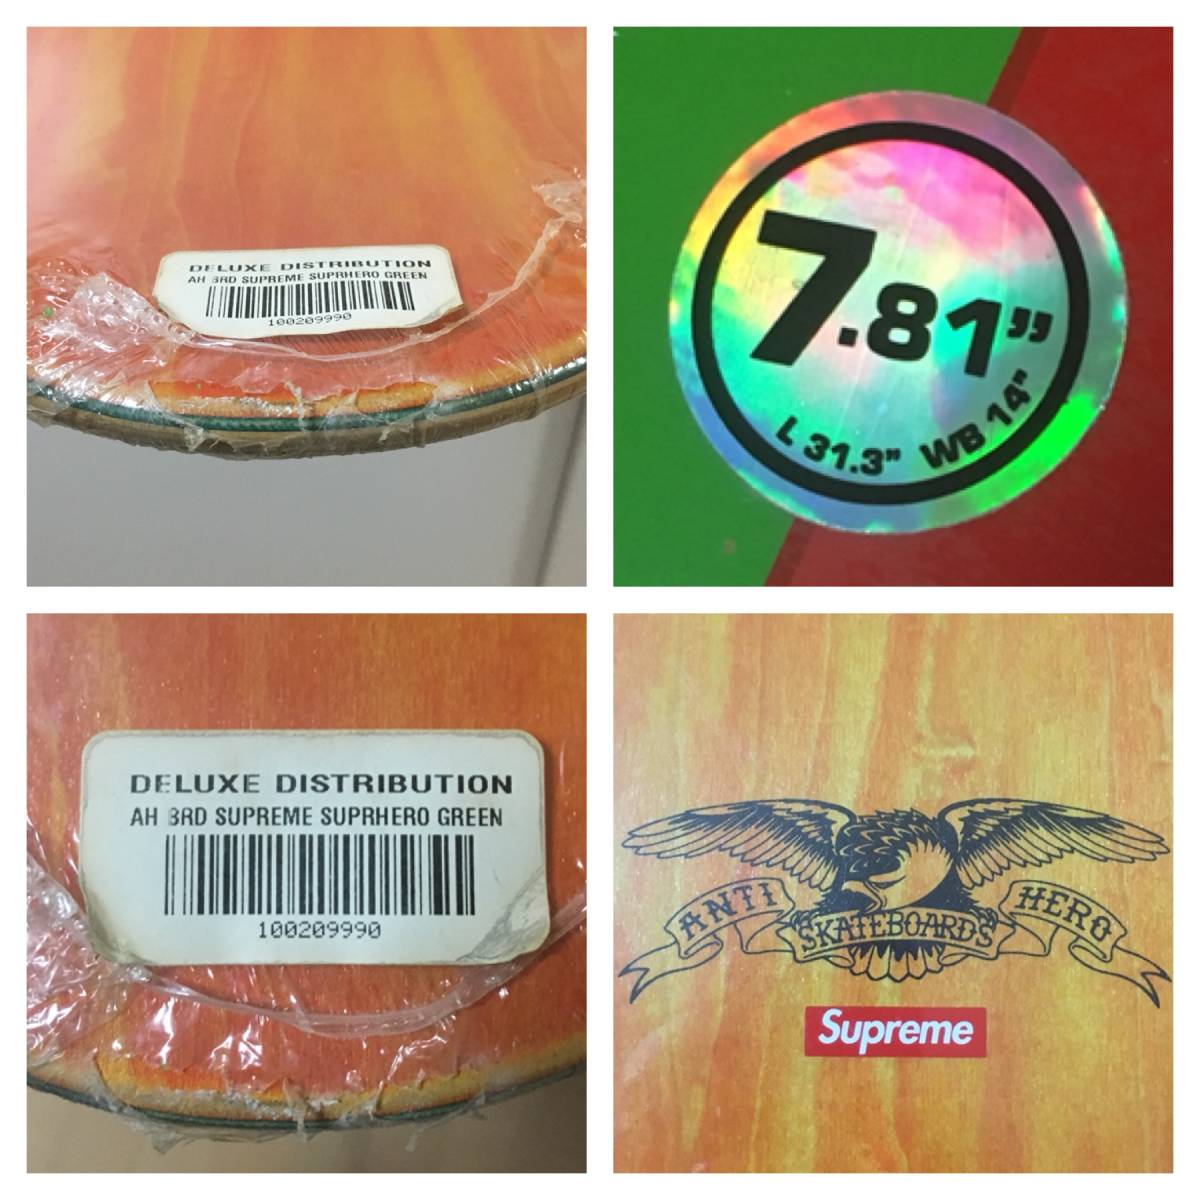 DELUXE DISTRIBUTION
AH 3RD SUPREME SUPRHERO GREEN
100209990
7.81"
L 31.3" WB 14"
DELUXE DISTRIBUTION
AH 3RD SUPREME SUPRHERO GREEN
100209990
ANTI HERO
SKATEBOARDS
Supreme